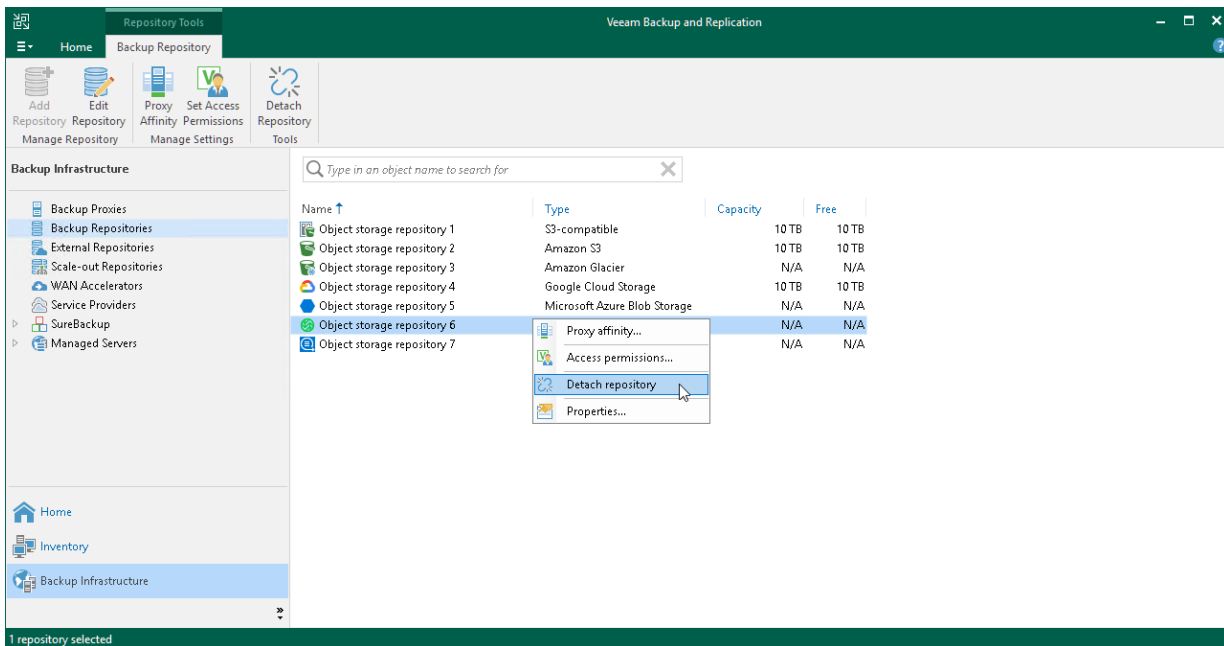 Repository Tools
Veeam Backup and Replication
Home
Backup Repository
Add Repository
Edit Repository
Proxy Affinity
Set Access Permissions
Detach Repository
Manage Repository
Manage Settings
Tools
Backup Infrastructure
Type in an object name to search for
Backup Proxies
Backup Repositories
External Repositories
Scale-out Repositories
WAN Accelerators
Service Providers
SureBackup
Managed Servers
Name Type Capacity Free
Object storage repository 1 S3-compatible 10 TB 10 TB
Object storage repository 2 Amazon S3 10 TB 10 TB
Object storage repository 3 Amazon Glacier N/A N/A
Object storage repository 4 Google Cloud Storage 10 TB 10 TB
Object storage repository 5 Microsoft Azure Blob Storage N/A N/A
Object storage repository 6 N/A N/A
Object storage repository 7 N/A N/A
Proxy affinity...
Access permissions...
Detach repository
Properties...
Home
Inventory
Backup Infrastructure
1 repository selected